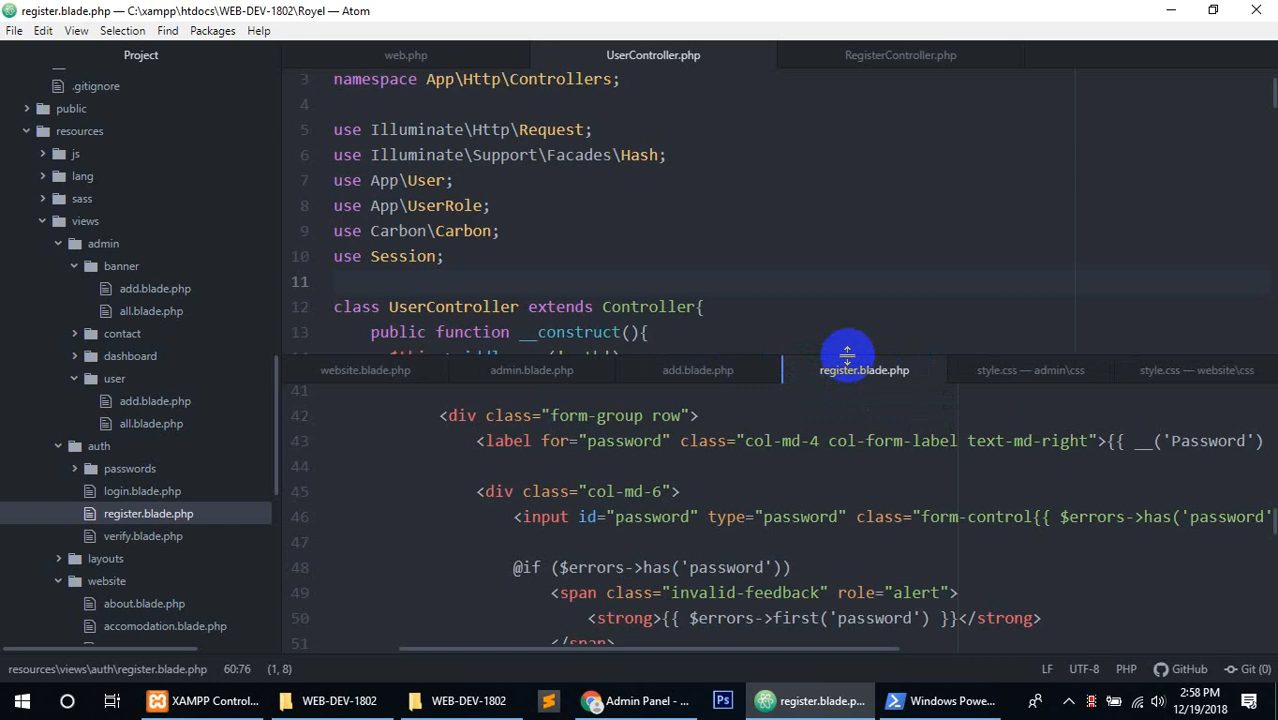 register.blade.php — C:\xampp\htdocs\WEB-DEV-1802\Royel — Atom
File Edit View Selection Find Packages Help
Project
.gitignore
public
resources
js
lang
sass
views
admin
banner
add.blade.php
all.blade.php
contact
dashboard
user
add.blade.php
all.blade.php
auth
passwords
login.blade.php
register.blade.php
verify.blade.php
layouts
website
about.blade.php
accomodation.blade.php
web.php UserController.php RegisterController.php
3 namespace App\Http\Controllers;
4
5 use Illuminate\Http\Request;
6 use Illuminate\Support\Facades\Hash;
7 use App\User;
8 use App\UserRole;
9 use Carbon\Carbon;
10 use Session;
11
12 class UserController extends Controller{
13 public function __construct(){
website.blade.php admin.blade.php add.blade.php register.blade.php style.css — admin\css style.css — website\css
41
42 <div class="form-group row">
43 <label for="password" class="col-md-4 col-form-label text-md-right">{{ __('Password')
44
45 <div class="col-md-6">
46 <input id="password" type="password" class="form-control{{ $errors->has('password'
47
48 @if ($errors->has('password'))
49 <span class="invalid-feedback" role="alert">
50 <strong>{{ $errors->first('password') }}</strong>
51 </span>
resources\views\auth\register.blade.php 60:76 (1, 8) LF UTF-8 PHP GitHub Git (0)
XAMPP Control... WEB-DEV-1802 WEB-DEV-1802 Admin Panel - ... Ps register.blade.p... Windows Powe... 2:58 PM
12/19/2018